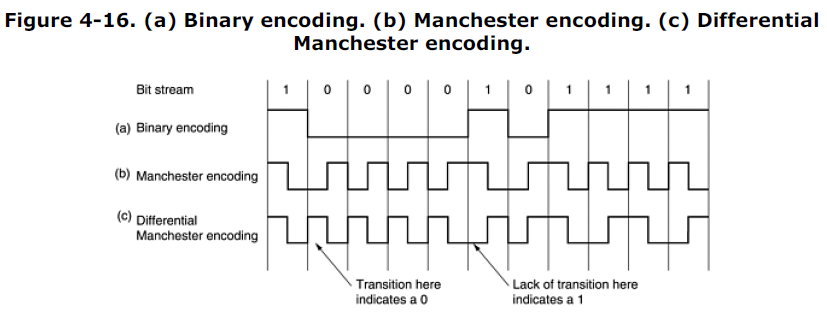 Figure 4-16. (a) Binary encoding. (b) Manchester encoding. (c) Differential
Manchester encoding.
Bit stream 1 0 0 0 0 1 0 1 1 1 1
(a) Binary encoding
(b) Manchester encoding
(c) Differential
Manchester encoding
Transition here
indicates a 0
Lack of transition here
indicates a 1